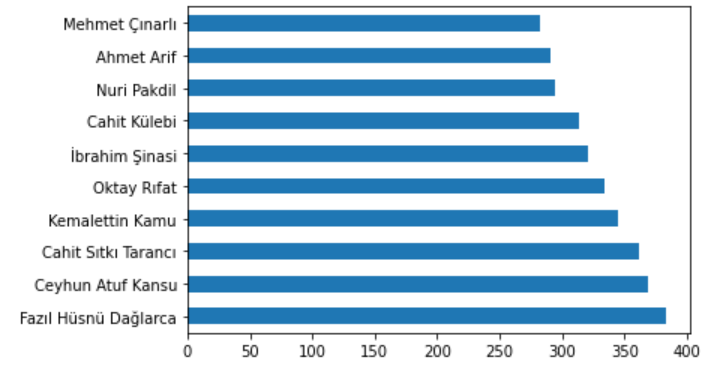 Mehmet Çınarlı
Ahmet Arif
Nuri Pakdil
Cahit Külebi
İbrahim Şinasi
Oktay Rıfat
Kemalettin Kamu
Cahit Sıtkı Tarancı
Ceyhun Atuf Kansu
Fazıl Hüsnü Dağlarca
0 50 100 150 200 250 300 350 400